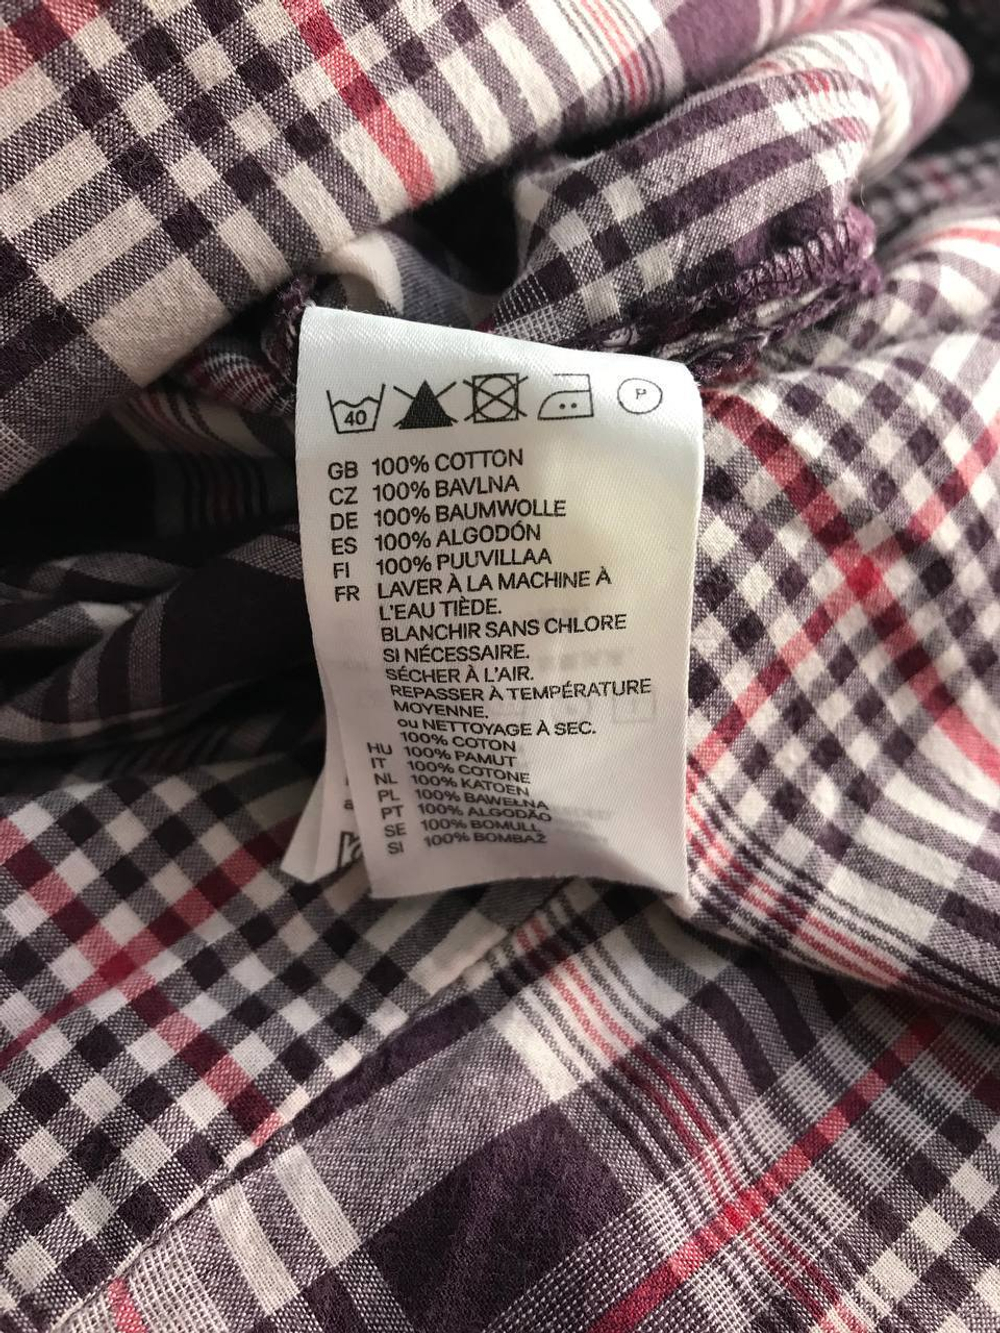 40
P
GB 100% COTTON
CZ 100% BAVLNA
DE 100% BAUMWOLLE
ES 100% ALGODÓN
FI 100% PUUVILLAA
FR LAVER À LA MACHINE À
L'EAU TIÈDE.
BLANCHIR SANS CHLORE
SI NÉCESSAIRE.
SÉCHER À L'AIR.
REPASSER À TEMPÉRATURE
MOYENNE.
ou NETTOYAGE À SEC.
100% COTON
HU 100% PAMUT
IT 100% COTONE
NL 100% KATOEN
PL 100% BAWEŁNA
PT 100% ALGODÃO
SE 100% BOMULL
SI 100% BOMBAŽ